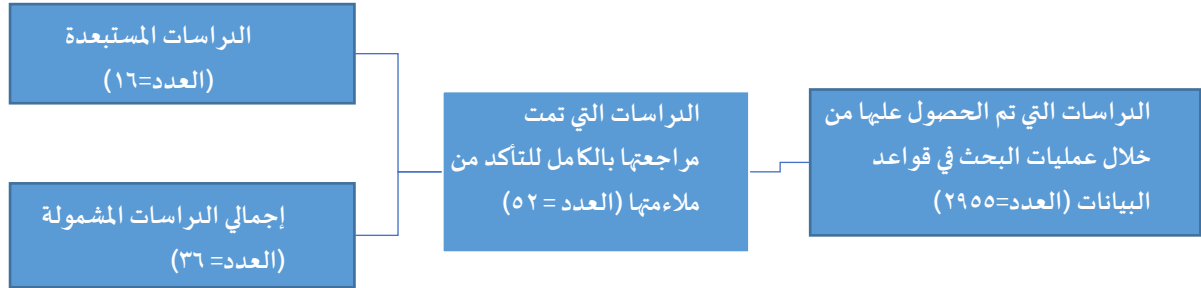 الدراسات التي تم الحصول عليها من
خلال عمليات البحث في قواعد
البيانات (العدد=٢٩٥٥)
الدراسات التي تمت
مراجعتها بالكامل للتأكد من
ملاءمتها (العدد = ٥٢)
الدراسات المستبعدة
(العدد=١٦)
إجمالي الدراسات المشمولة
(العدد= ٣٦)